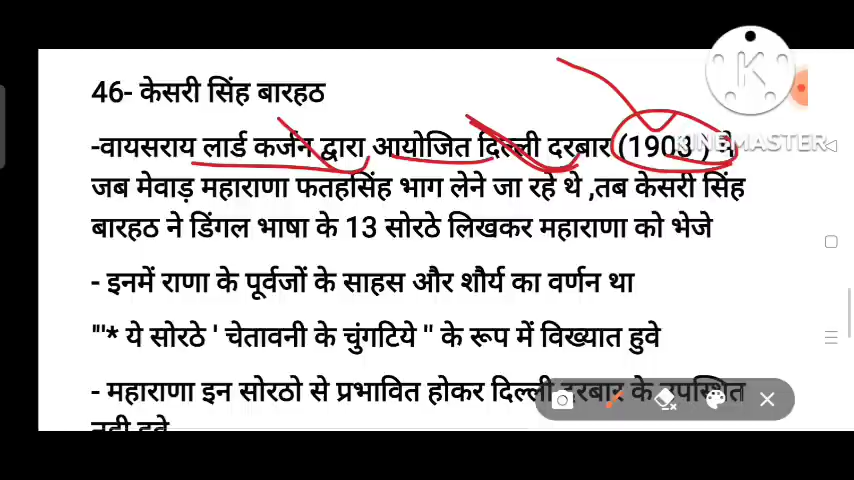 46- केसरी सिंह बारहठ
-वायसराय लार्ड कर्जन द्वारा आयोजित दिल्ली दरबार (1903) मे
जब मेवाड़ महाराणा फतहसिंह भाग लेने जा रहे थे ,तब केसरी सिंह
बारहठ ने डिंगल भाषा के 13 सोरठे लिखकर महाराणा को भेजे
- इनमें राणा के पूर्वजों के साहस और शौर्य का वर्णन था
"'* ये सोरठे ' चेतावनी के चुंगटिये " के रूप में विख्यात हुवे
- महाराणा इन सोरठो से प्रभावित होकर दिल्ली दरबार के उपस्थित
नही हुवे
K
KINEMASTER